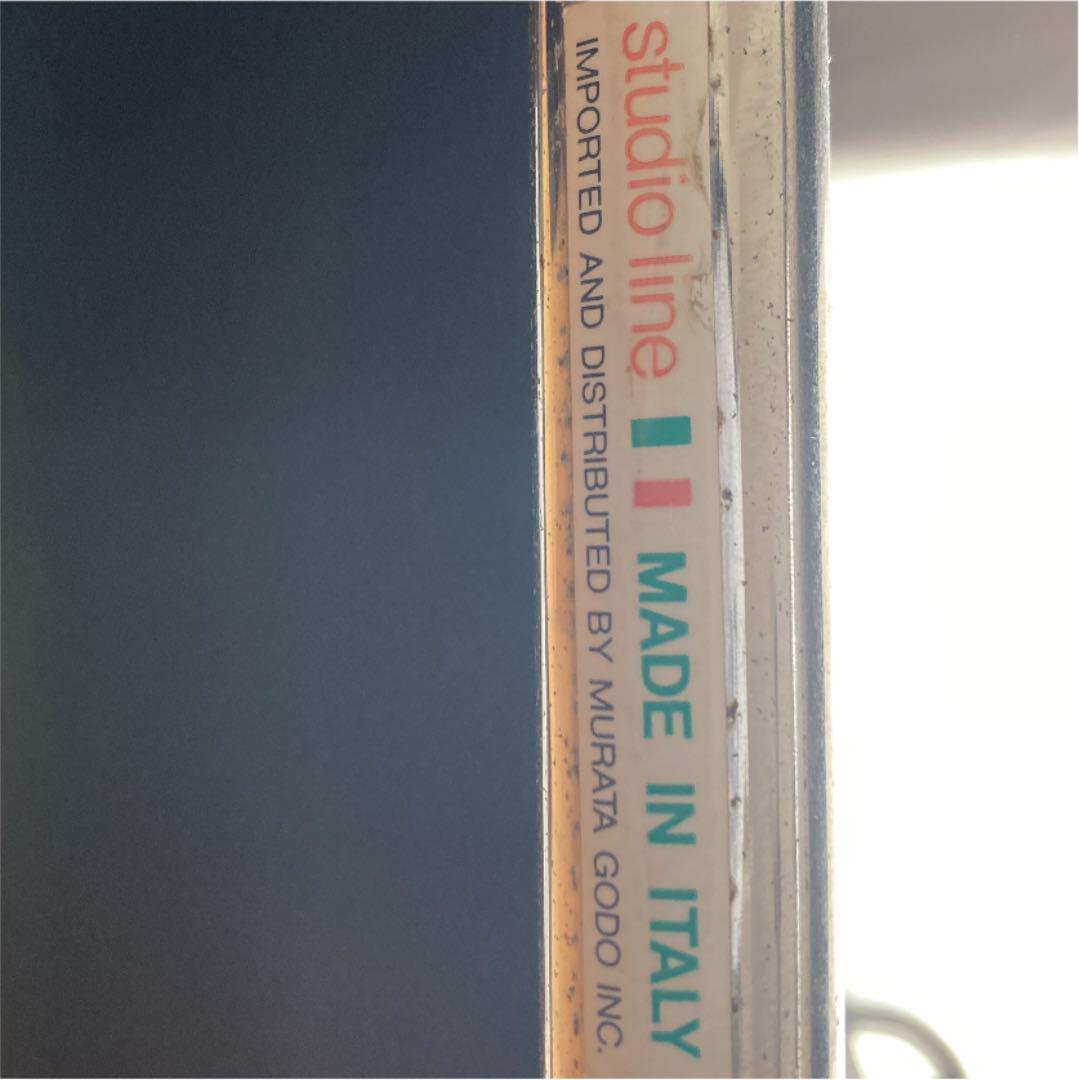 studio line MADE IN ITALY
IMPORTED AND DISTRIBUTED BY MURATA GODO INC.